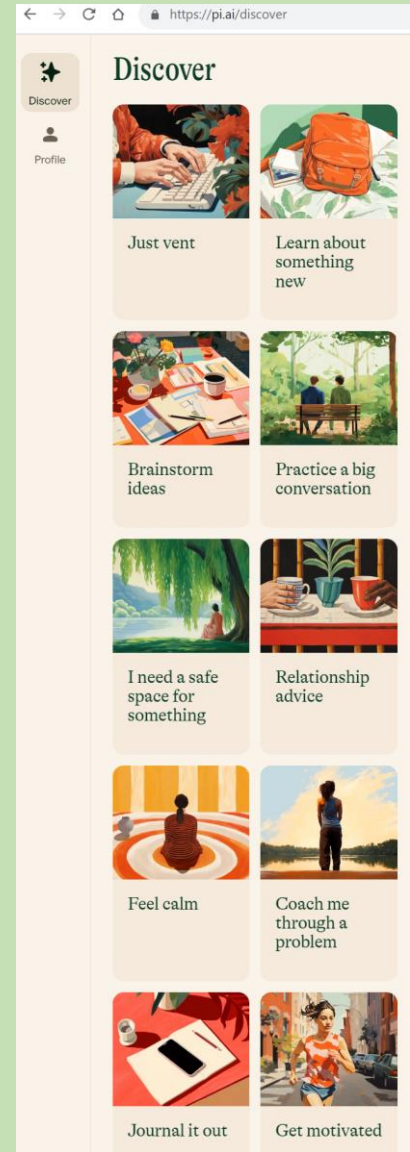 https://pi.ai/discover
Discover
Profile
Discover
Just vent
Learn about
something
new
Brainstorm
ideas
Practice a big
conversation
I need a safe
space for
something
Relationship
advice
Feel calm
Coach me
through a
problem
Journal it out
Get motivated